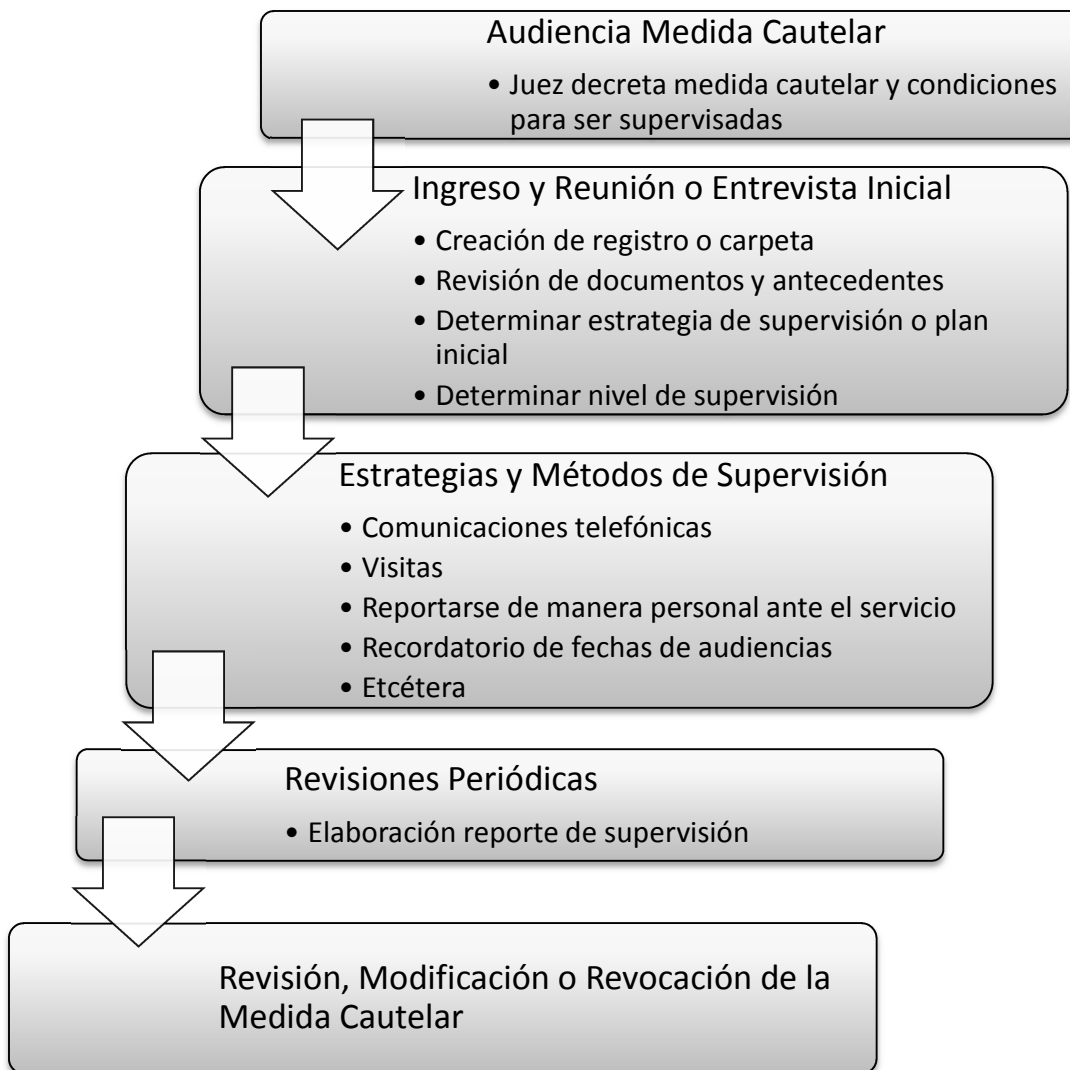 Audiencia Medida Cautelar
• Juez decreta medida cautelar y condiciones
para ser supervisadas
Ingreso y Reunión o Entrevista Inicial
• Creación de registro o carpeta
• Revisión de documentos y antecedentes
• Determinar estrategia de supervisión o plan
inicial
• Determinar nivel de supervisión
Estrategias y Métodos de Supervisión
• Comunicaciones telefónicas
• Visitas
• Reportarse de manera personal ante el servicio
• Recordatorio de fechas de audiencias
• Etcétera
Revisiones Periódicas
• Elaboración reporte de supervisión
Revisión, Modificación o Revocación de la
Medida Cautelar